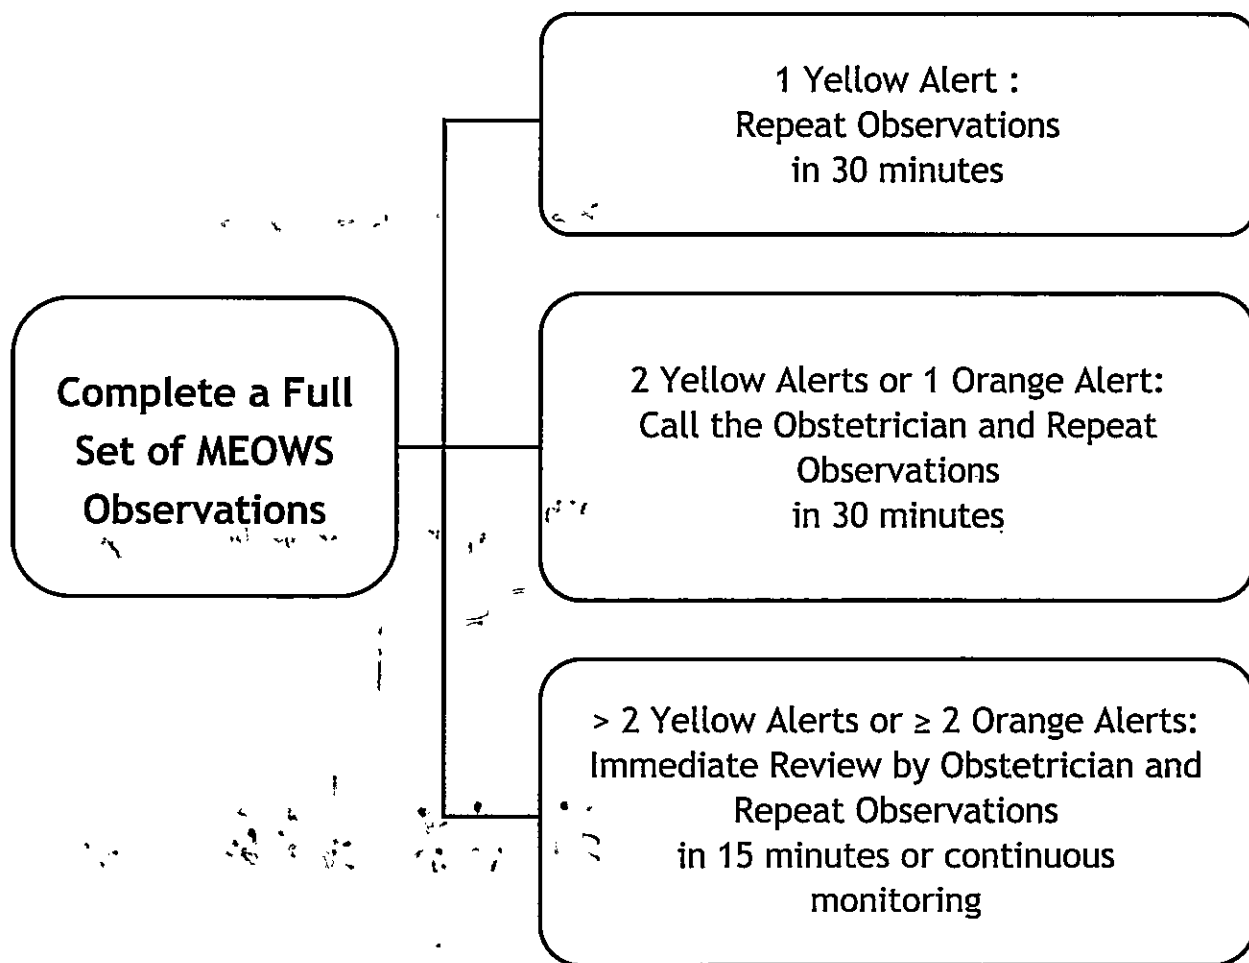 Complete a Full
Set of MEOWS
Observations
1 Yellow Alert :
Repeat Observations
in 30 minutes
2 Yellow Alerts or 1 Orange Alert:
Call the Obstetrician and Repeat
Observations
in 30 minutes
> 2 Yellow Alerts or ≥ 2 Orange Alerts:
Immediate Review by Obstetrician and
Repeat Observations
in 15 minutes or continuous
monitoring